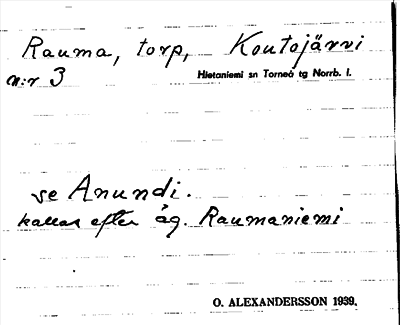 Rauma, torp, Koutojärvi
n:r 3 Hietaniemi sn Torneå tg Norrb. l.
se Anundi.
kallas efter äg. Raumaniemi
O. ALEXANDERSSON 1939.